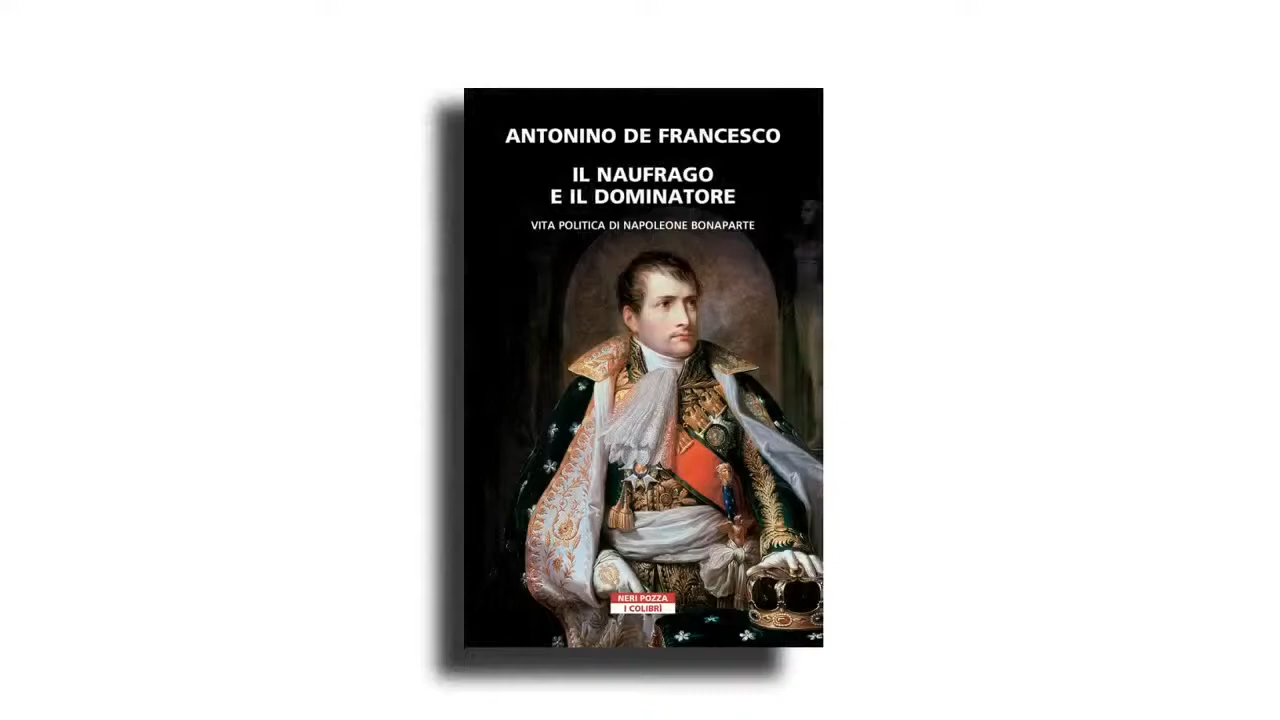 ANTONINO DE FRANCESCO
IL NAUFRAGO
E IL DOMINATORE
VITA POLITICA DI NAPOLEONE BONAPARTE
NERI POZZA
I COLIBRÌ